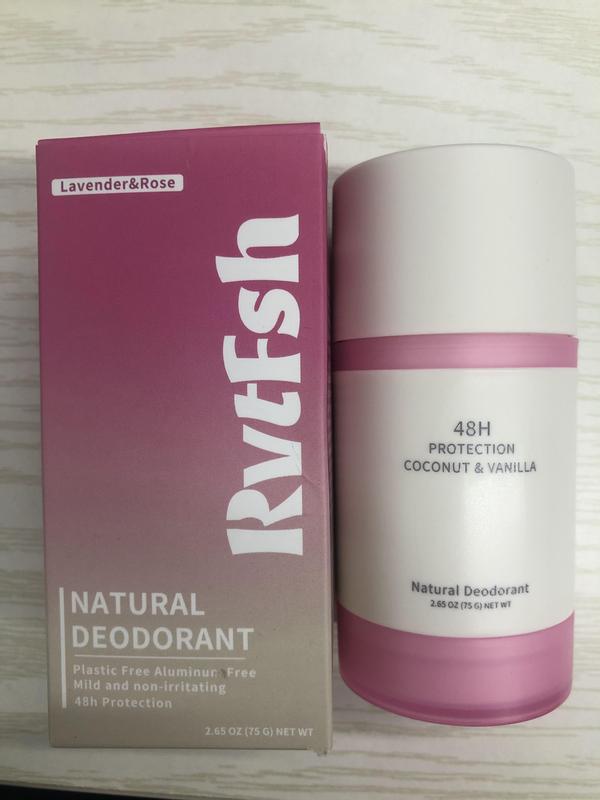 Lavender&Rose
RvtFsh
NATURAL
DEODORANT
Plastic Free Aluminum Free
Mild and non-irritating
48h Protection
2.65 OZ (75 G) NET WT
48H
PROTECTION
COCONUT & VANILLA
Natural Deodorant
2.65 OZ (75 G) NET WT